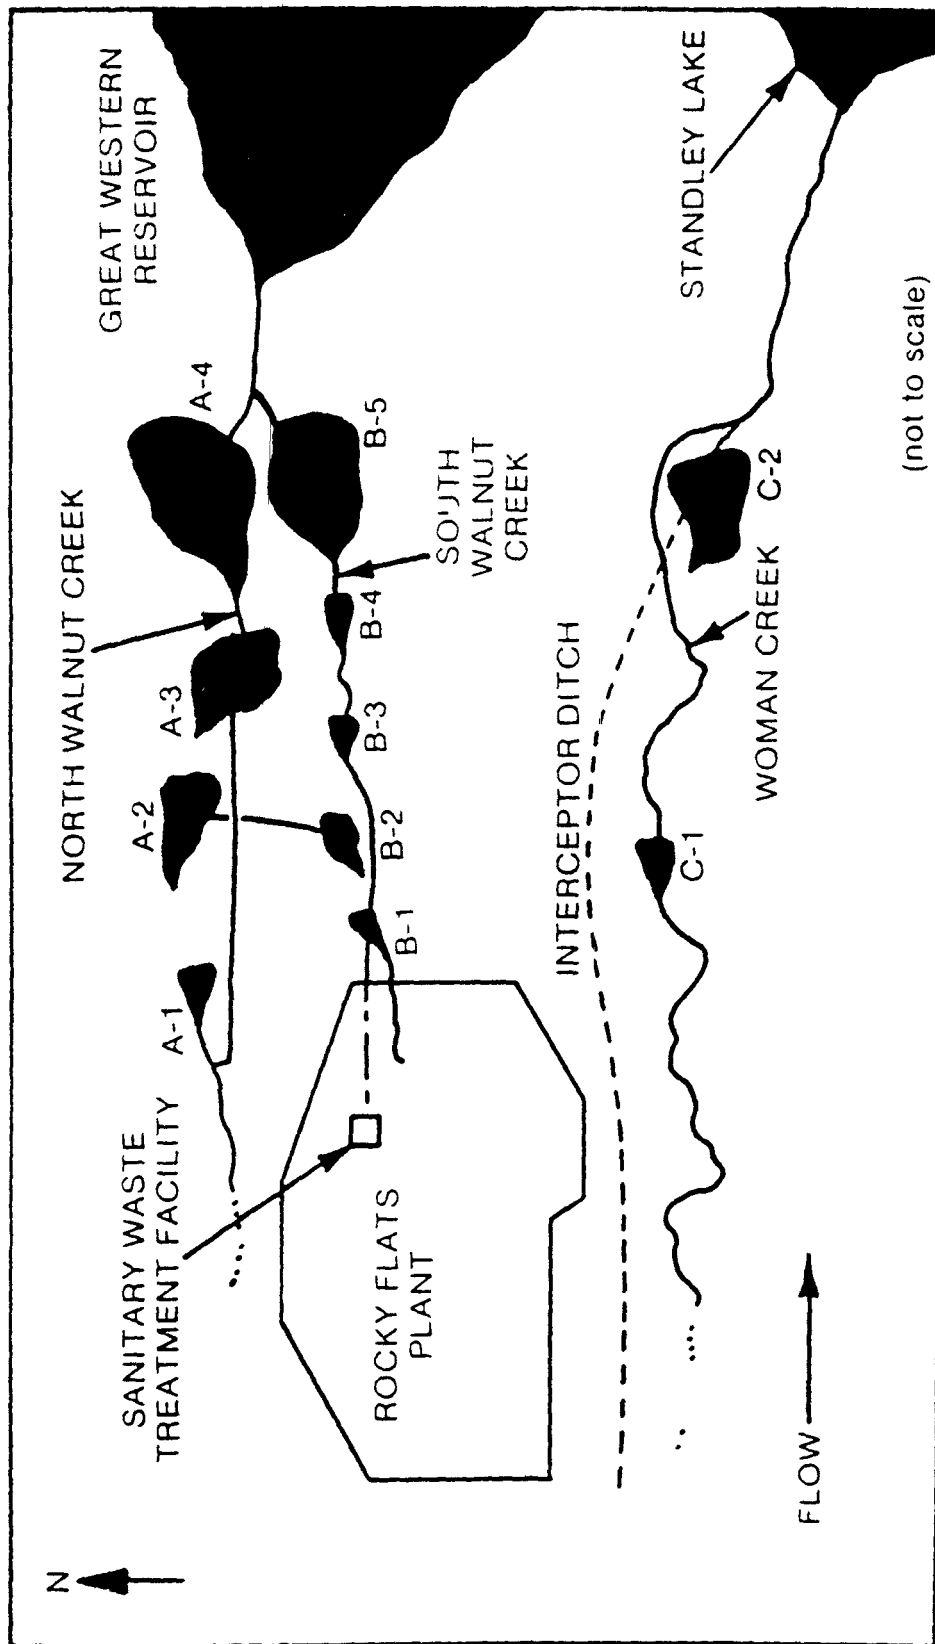 N
GREAT WESTERN
RESERVOIR
NORTH WALNUT CREEK
SANITARY WASTE
TREATMENT FACILITY
A-1
A-2
A-3
A-4
B-1
B-2
B-3
B-4
B-5
SOUTH
WALNUT
CREEK
ROCKY FLATS
PLANT
INTERCEPTOR DITCH
C-1
WOMAN CREEK
C-2
STANDLEY LAKE
FLOW
(not to scale)